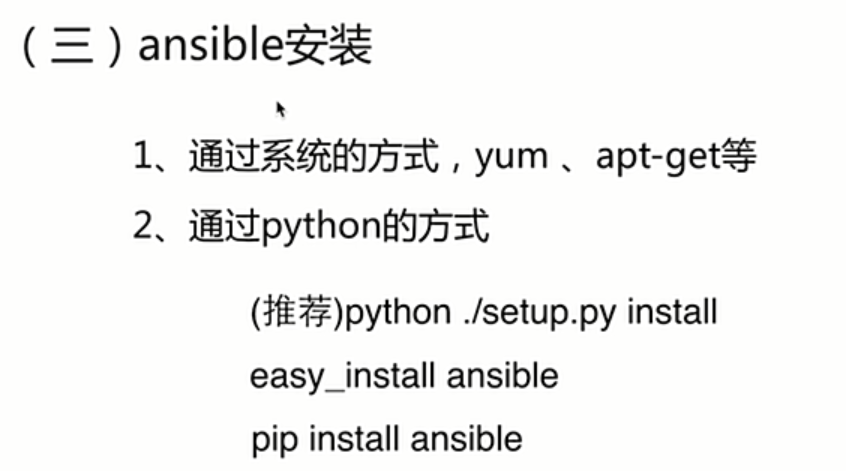 （三）ansible安装
1、通过系统的方式，yum 、apt-get等
2、通过python的方式
(推荐)python ./setup.py install
easy_install ansible
pip install ansible